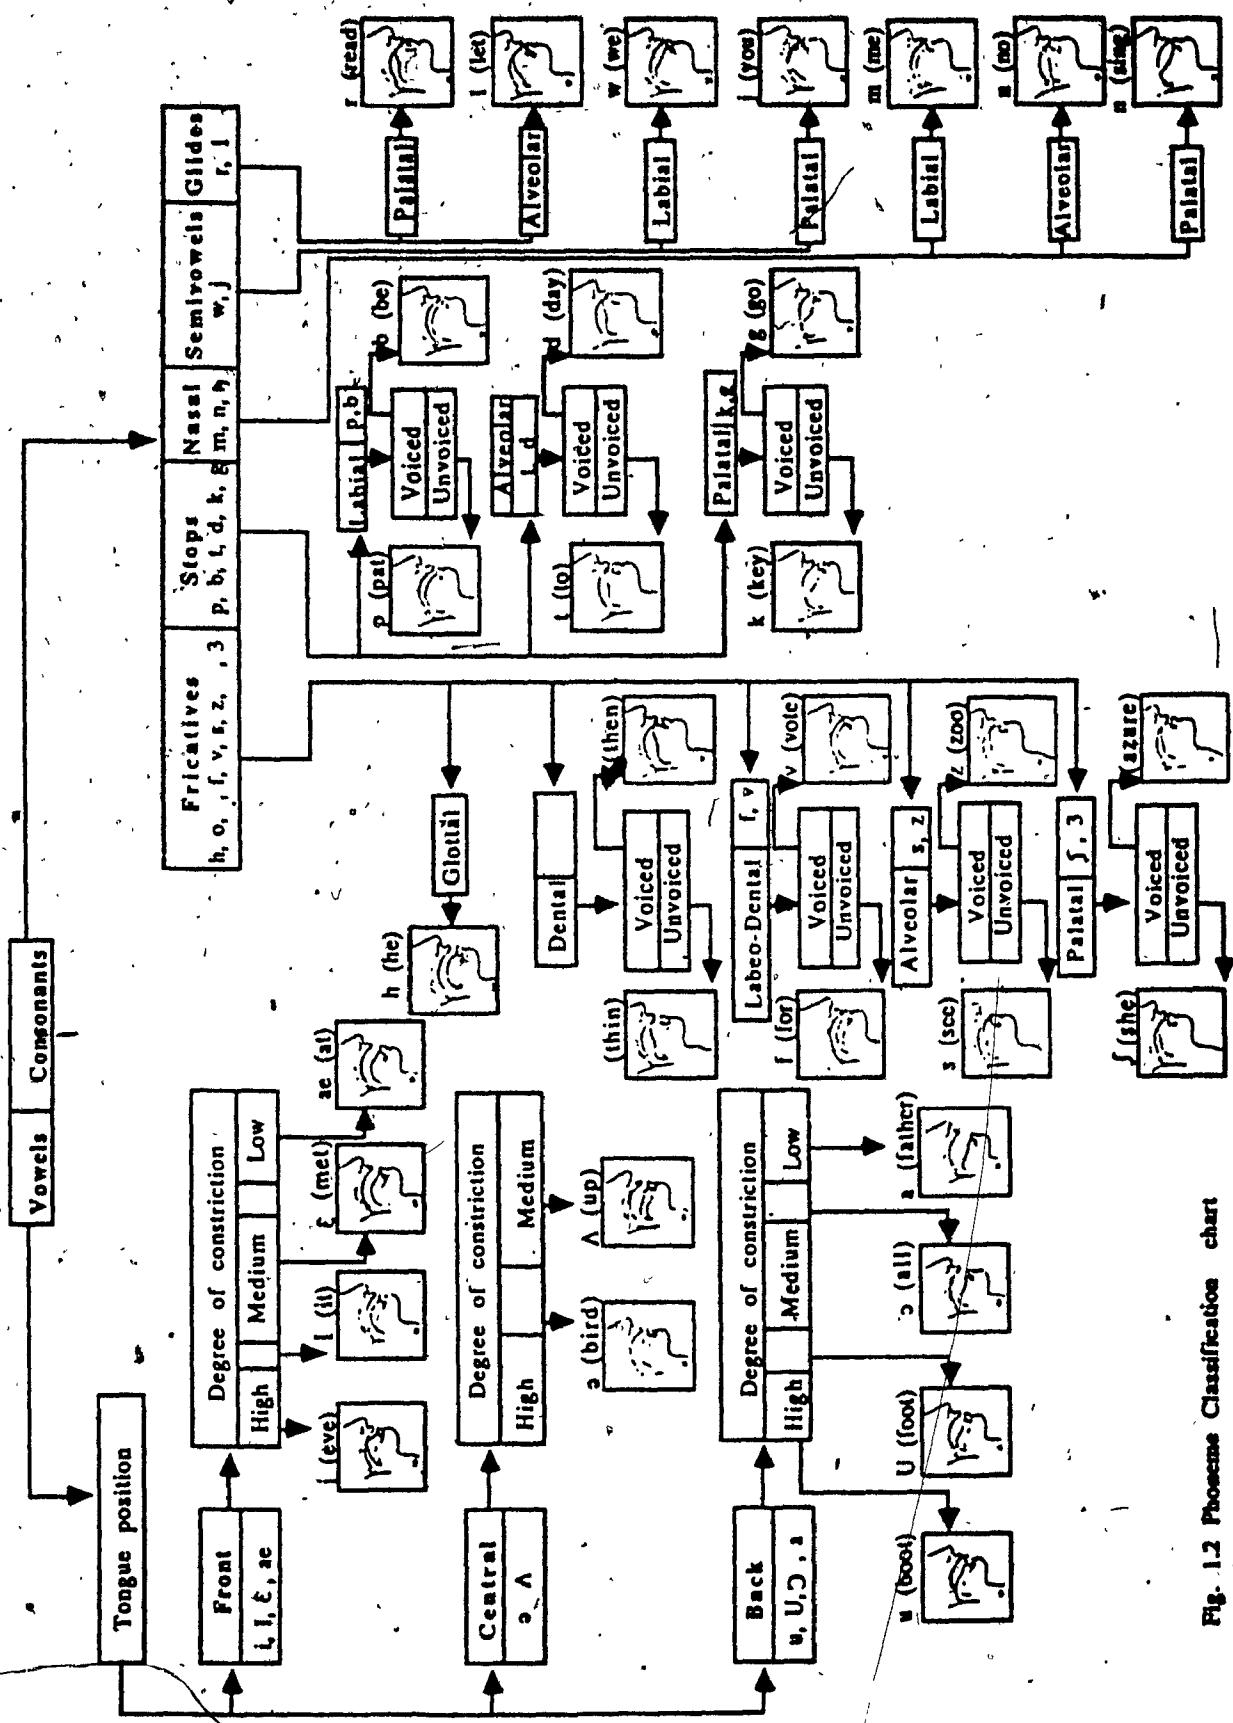 Vowels Consonants
Tongue position
Front
i, I, ɛ, ae
Degree of constriction
High Medium Low
i (eve)
I (it)
ɛ (met)
ae (at)
Central
ə ʌ
Degree of constriction
High Medium
ə (bird)
ʌ (up)
Back
u, U, ɔ, a
Degree of constriction
High Medium Low
u (boot)
U (foot)
ɔ (all)
a (father)
Fricatives
h, o, , f, v, s, z, , 3
Stops
p, b, t, d, k, g
Nasal
m, n, ŋ
Semivowels
w, j
Glides
r, l
Glottal
h (he)
Dental
Voiced
Unvoiced
(thin)
(then)
Labeo-Dental f, v
Voiced
Unvoiced
f (for)
v (vote)
Alveolar s, z
Voiced
Unvoiced
s (see)
z (zoo)
Palatal ʃ, 3
Voiced
Unvoiced
ʃ (she)
(azure)
Labial p, b
Voiced
Unvoiced
p (pat)
b (be)
Alveolar
t, d
Voiced
Unvoiced
t (to)
d (day)
Palatal k, g
Voiced
Unvoiced
k (key)
g (go)
Palatal
r (read)
Alveolar
l (let)
Labial
w (we)
Palatal
j (you)
Labial
m (me)
Alveolar
n (no)
Palatal
(sing)
Fig. 1.2 Phoneme Classification chart